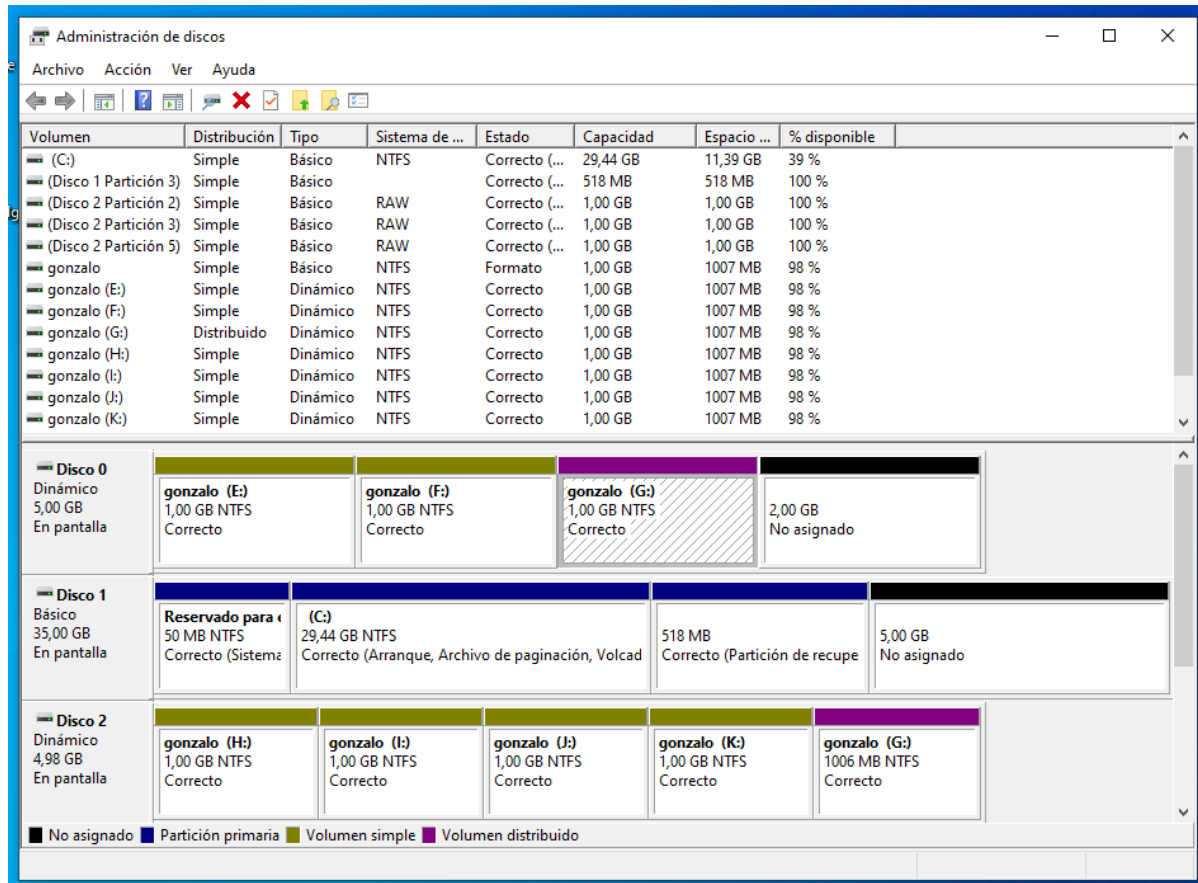 Administración de discos
Archivo Acción Ver Ayuda
Volumen Distribución Tipo Sistema de ... Estado Capacidad Espacio ... % disponible
(C:) Simple Básico NTFS Correcto (... 29,44 GB 11,39 GB 39 %
(Disco 1 Partición 3) Simple Básico Correcto (... 518 MB 518 MB 100 %
(Disco 2 Partición 2) Simple Básico RAW Correcto (... 1,00 GB 1,00 GB 100 %
(Disco 2 Partición 3) Simple Básico RAW Correcto (... 1,00 GB 1,00 GB 100 %
(Disco 2 Partición 5) Simple Básico RAW Correcto (... 1,00 GB 1,00 GB 100 %
gonzalo Simple Básico NTFS Formato 1,00 GB 1007 MB 98 %
gonzalo (E:) Simple Dinámico NTFS Correcto 1,00 GB 1007 MB 98 %
gonzalo (F:) Simple Dinámico NTFS Correcto 1,00 GB 1007 MB 98 %
gonzalo (G:) Distribuido Dinámico NTFS Correcto 1,00 GB 1007 MB 98 %
gonzalo (H:) Simple Dinámico NTFS Correcto 1,00 GB 1007 MB 98 %
gonzalo (I:) Simple Dinámico NTFS Correcto 1,00 GB 1007 MB 98 %
gonzalo (J:) Simple Dinámico NTFS Correcto 1,00 GB 1007 MB 98 %
gonzalo (K:) Simple Dinámico NTFS Correcto 1,00 GB 1007 MB 98 %
Disco 0
Dinámico
5,00 GB
En pantalla
gonzalo (E:)
1,00 GB NTFS
Correcto
gonzalo (F:)
1,00 GB NTFS
Correcto
gonzalo (G:)
1,00 GB NTFS
Correcto
2,00 GB
No asignado
Disco 1
Básico
35,00 GB
En pantalla
Reservado para e
50 MB NTFS
Correcto (Sistema
(C:)
29,44 GB NTFS
Correcto (Arranque, Archivo de paginación, Volcad
518 MB
Correcto (Partición de recupe
5,00 GB
No asignado
Disco 2
Dinámico
4,98 GB
En pantalla
gonzalo (H:)
1,00 GB NTFS
Correcto
gonzalo (I:)
1,00 GB NTFS
Correcto
gonzalo (J:)
1,00 GB NTFS
Correcto
gonzalo (K:)
1,00 GB NTFS
Correcto
gonzalo (G:)
1006 MB NTFS
Correcto
No asignado Partición primaria Volumen simple Volumen distribuido